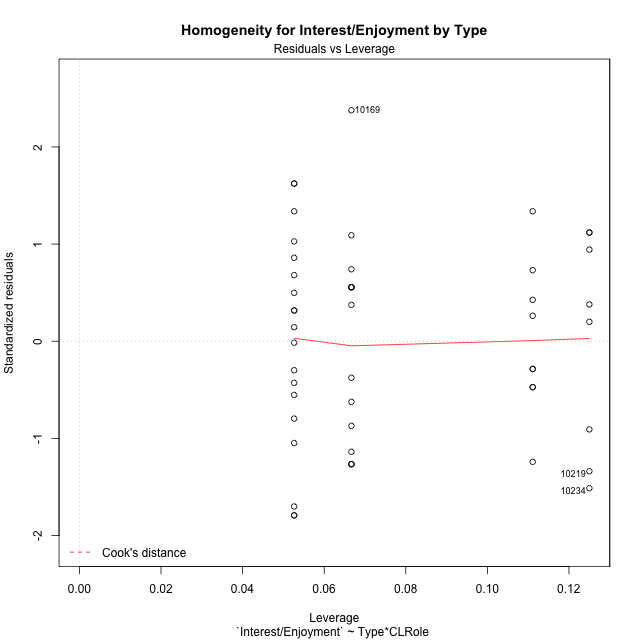 Homogeneity for Interest/Enjoyment by Type
Residuals vs Leverage
10169
2
1
0
-1
-2
Standardized residuals
10219
10234
Cook's distance
0.00 0.02 0.04 0.06 0.08 0.10 0.12
Leverage
`Interest/Enjoyment` ~ Type*CLRole